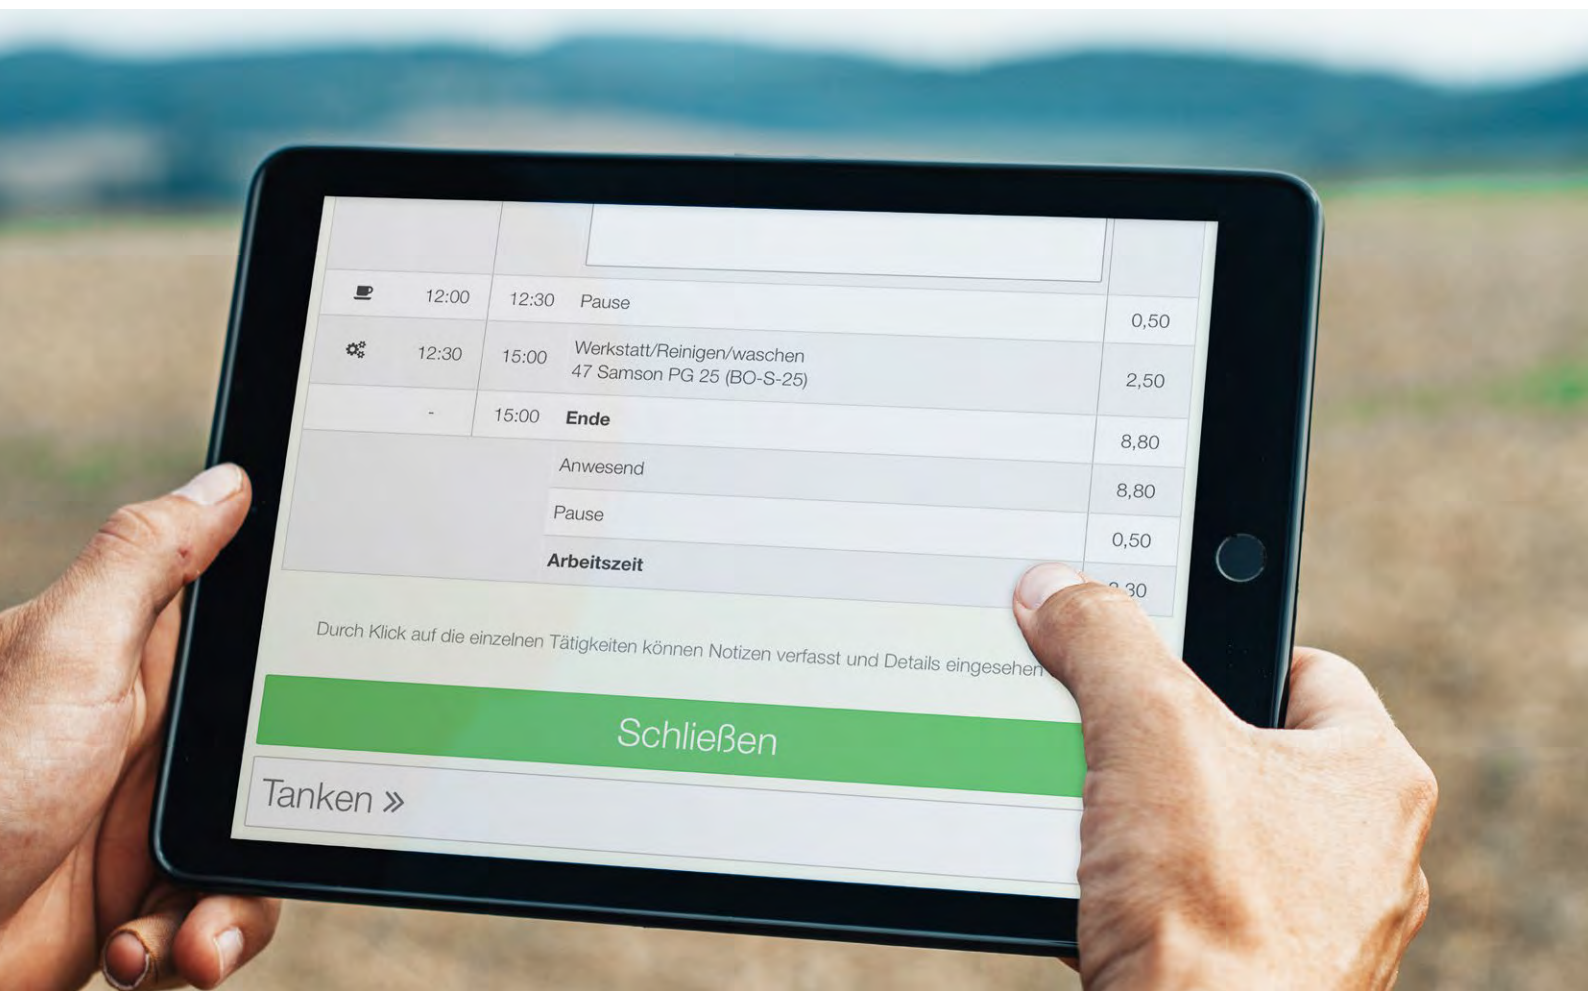 12:00 12:30 Pause 0,50
12:30 15:00 Werkstatt/Reinigen/waschen 2,50
47 Samson PG 25 (BO-S-25)
- 15:00 Ende 8,80
Anwesend 8,80
Pause 0,50
Arbeitszeit
Durch Klick auf die einzelnen Tätigkeiten können Notizen verfasst und Details eingesehen
Schließen
Tanken »